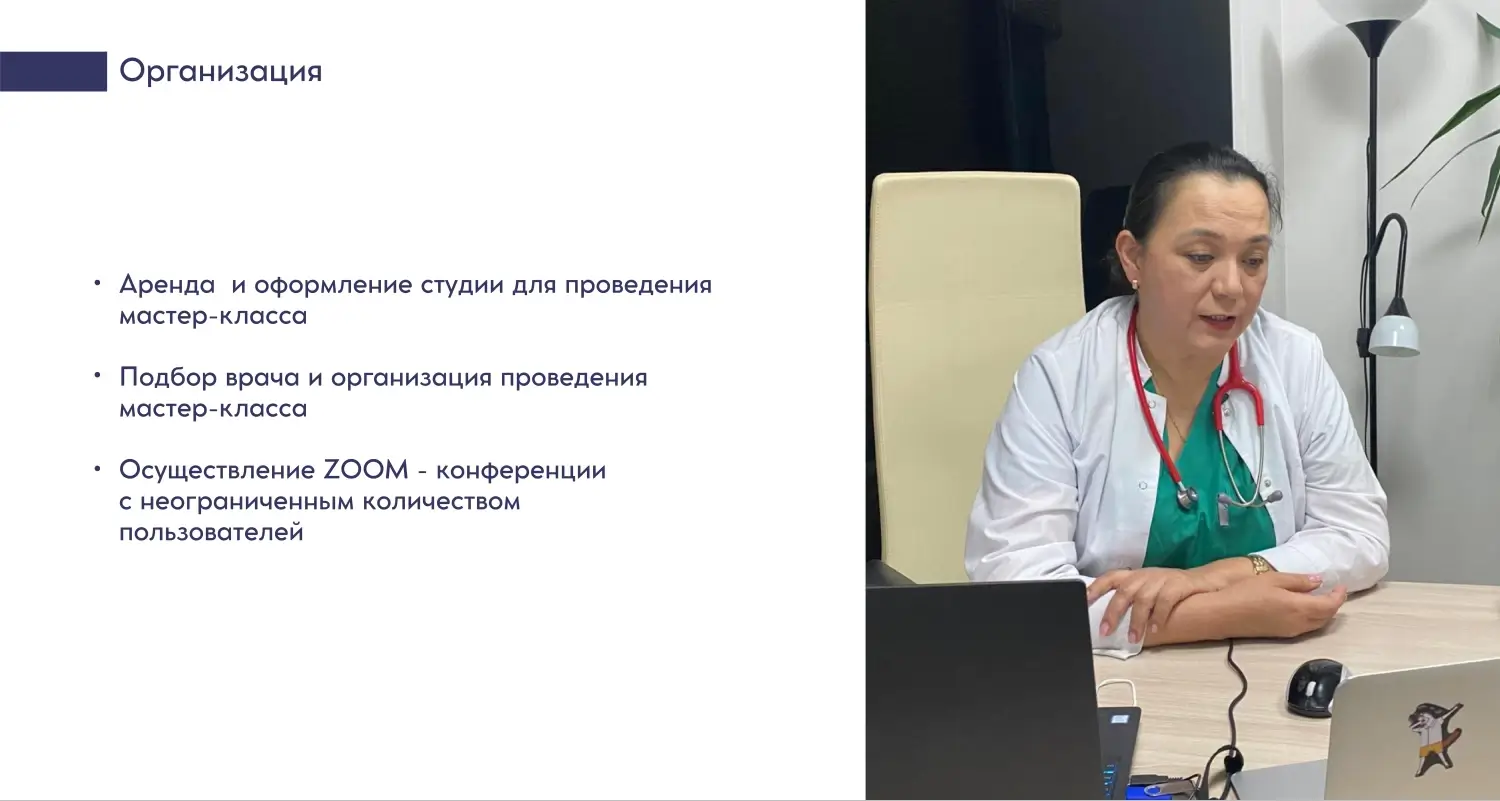 Организация
• Аренда  и оформление студии для проведения
мастер-класса
• Подбор врача и организация проведения
мастер-класса
• Осуществление ZOOM - конференции
с неограниченным количеством
пользователей